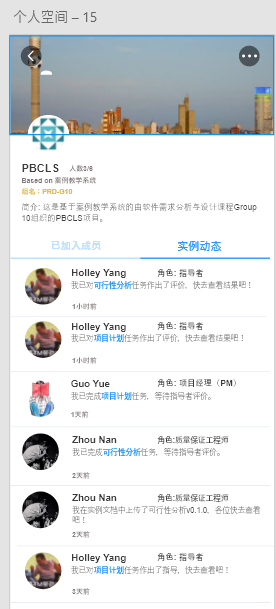 个人空间 – 15
PBCLS 人数3/6
Based on 案例教学系统
组名：PRD-G10
简介: 这是基于案例教学系统的由软件需求分析与设计课程Group
10组织的PBCLS项目。
已加入成员 实例动态
Holley Yang 角色: 指导者
我已对可行性分析任务作出了评价，快去查看结果吧！
1小时前
Holley Yang 角色: 指导者
我已对项目计划任务作出了评价，快去查看结果吧！
1小时前
Guo Yue 角色: 项目经理（PM）
我已完成项目计划任务，等待指导者评价。
1天前
Zhou Nan 角色:质量保证工程师
我已完成可行性分析任务，等待指导者评价。
2天前
Zhou Nan 角色:质量保证工程师
我在实例文档中上传了可行性分析v0.1.0，各位快去查看
吧！
2天前
Holley Yang 角色: 指导者
我已对项目计划任务作出了指导，快去查看吧！
3天前